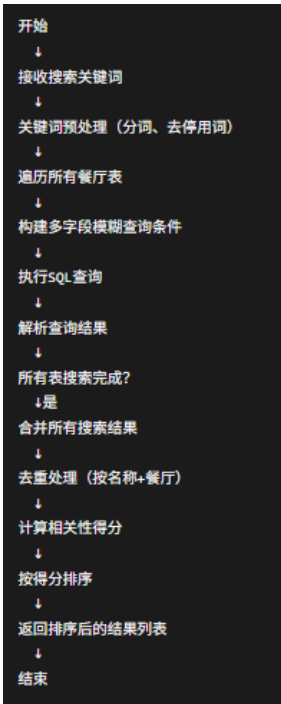 开始
↓
接收搜索关键词
↓
关键词预处理（分词、去停用词）
↓
遍历所有餐厅表
↓
构建多字段模糊查询条件
↓
执行SQL查询
↓
解析查询结果
↓
所有表搜索完成?
↓是
合并所有搜索结果
↓
去重处理（按名称+餐厅）
↓
计算相关性得分
↓
按得分排序
↓
返回排序后的结果列表
↓
结束